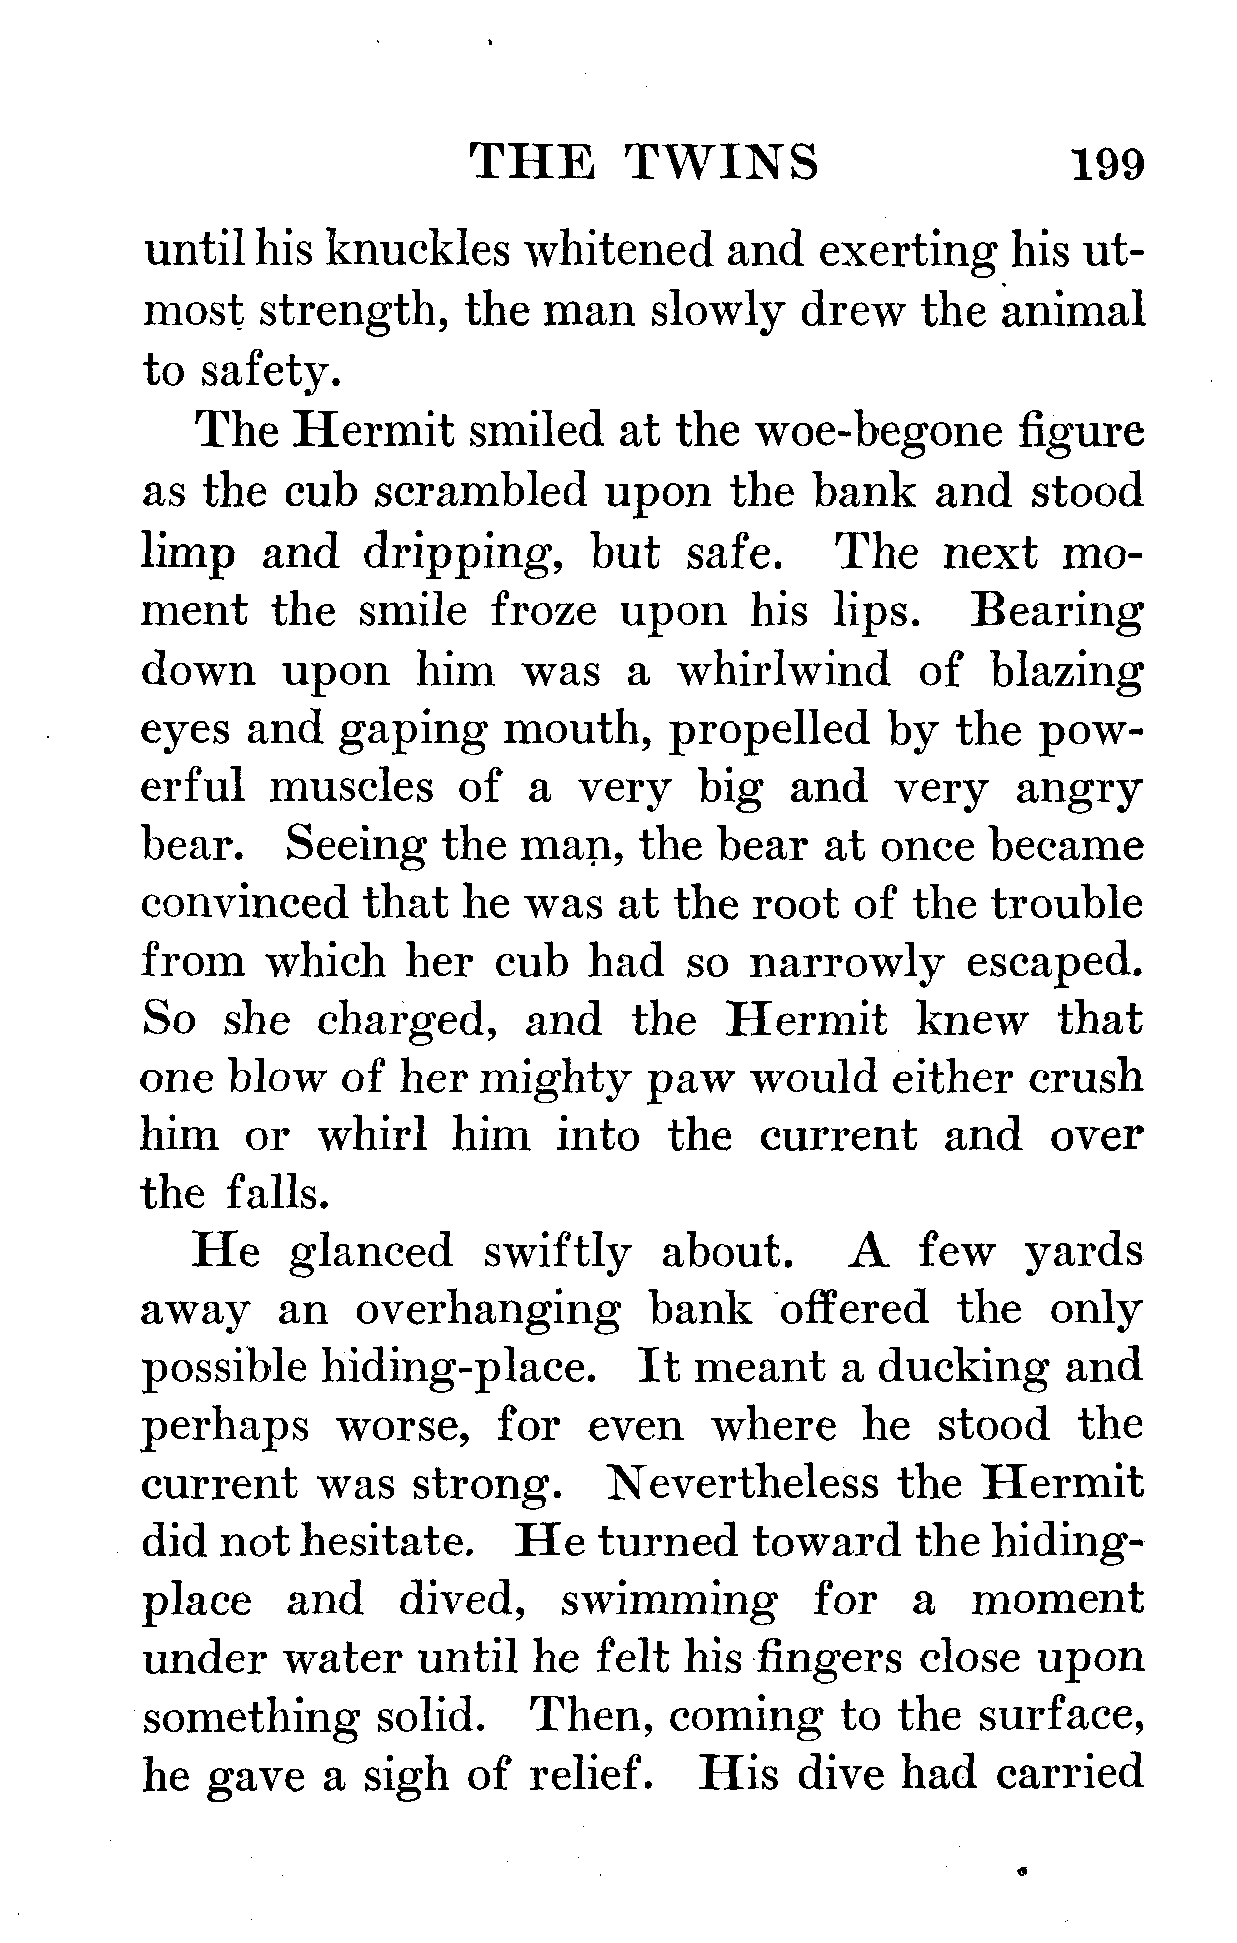 THE TWINS 199
until his knuckles whitened and exerting his ut-
most strength, the man slowly drew the animal
to safety.
The Hermit smiled at the woe-begone figure
as the cub scrambled upon the bank and stood
limp and dripping, but safe. The next mo-
ment the smile froze upon his lips. Bearing
down upon him was a whirlwind of blazing
eyes and gaping mouth, propelled by the pow-
erful muscles of a very big and very angry
bear. Seeing the man, the bear at once became
convinced that he was at the root of the trouble
from which her cub had so narrowly escaped.
So she charged, and the Hermit knew that
one blow of her mighty paw would either crush
him or whirl him into the current and over
the falls.
He glanced swiftly about. A few yards
away an overhanging bank offered the only
possible hiding-place. It meant a ducking and
perhaps worse, for even where he stood the
current was strong. Nevertheless the Hermit
did not hesitate. He turned toward the hiding-
place and dived, swimming for a moment
under water until he felt his fingers close upon
something solid. Then, coming to the surface,
he gave a sigh of relief. His dive had carried